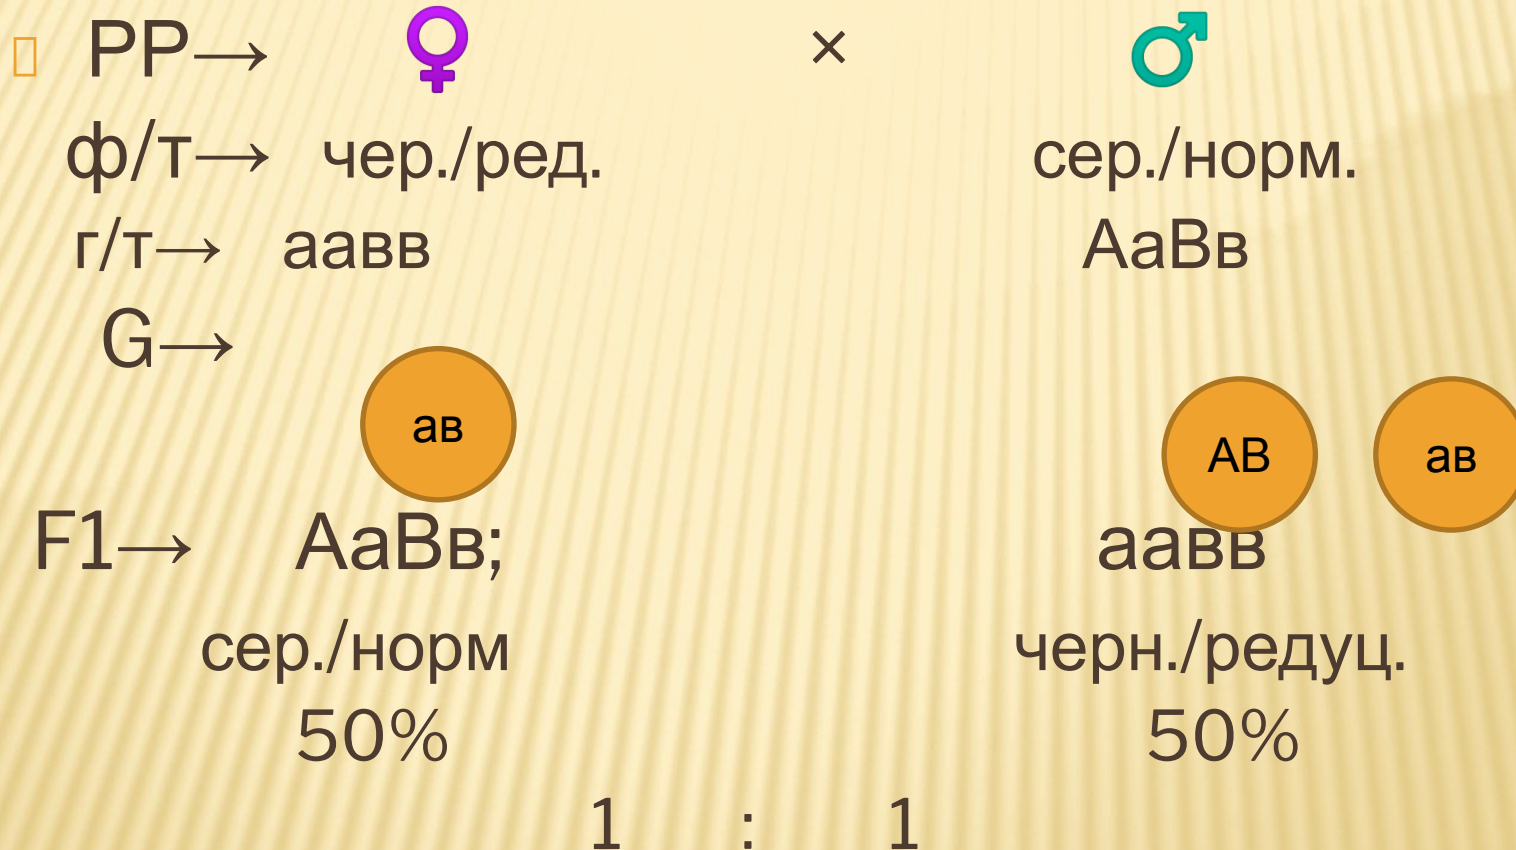 РР→ ♀ × ♂
ф/т→ чер./ред. сер./норм.
г/т→ аавв АаВв
G→
ав АВ ав
F1→ АаВв; аавв
сер./норм черн./редуц.
50% 50%
1 : 1